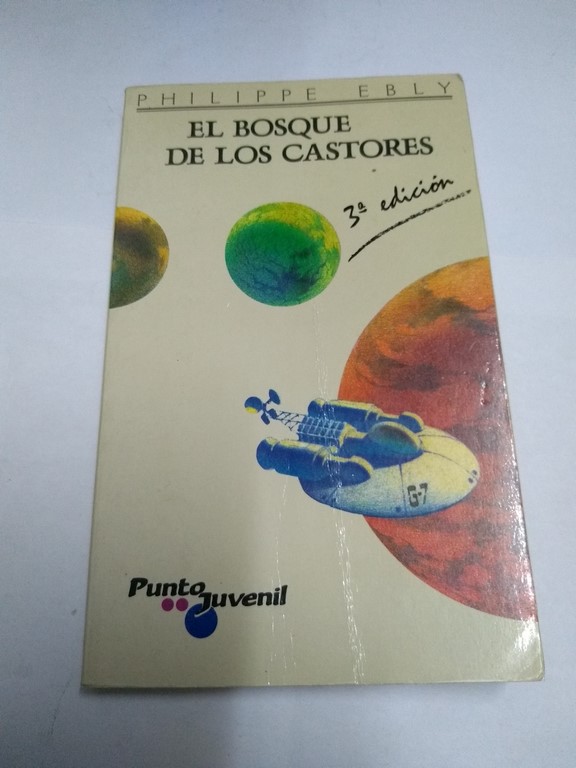 PHILIPPE EBLY
EL BOSQUE
DE LOS CASTORES
3ª edición
G-7
Punto
Juvenil